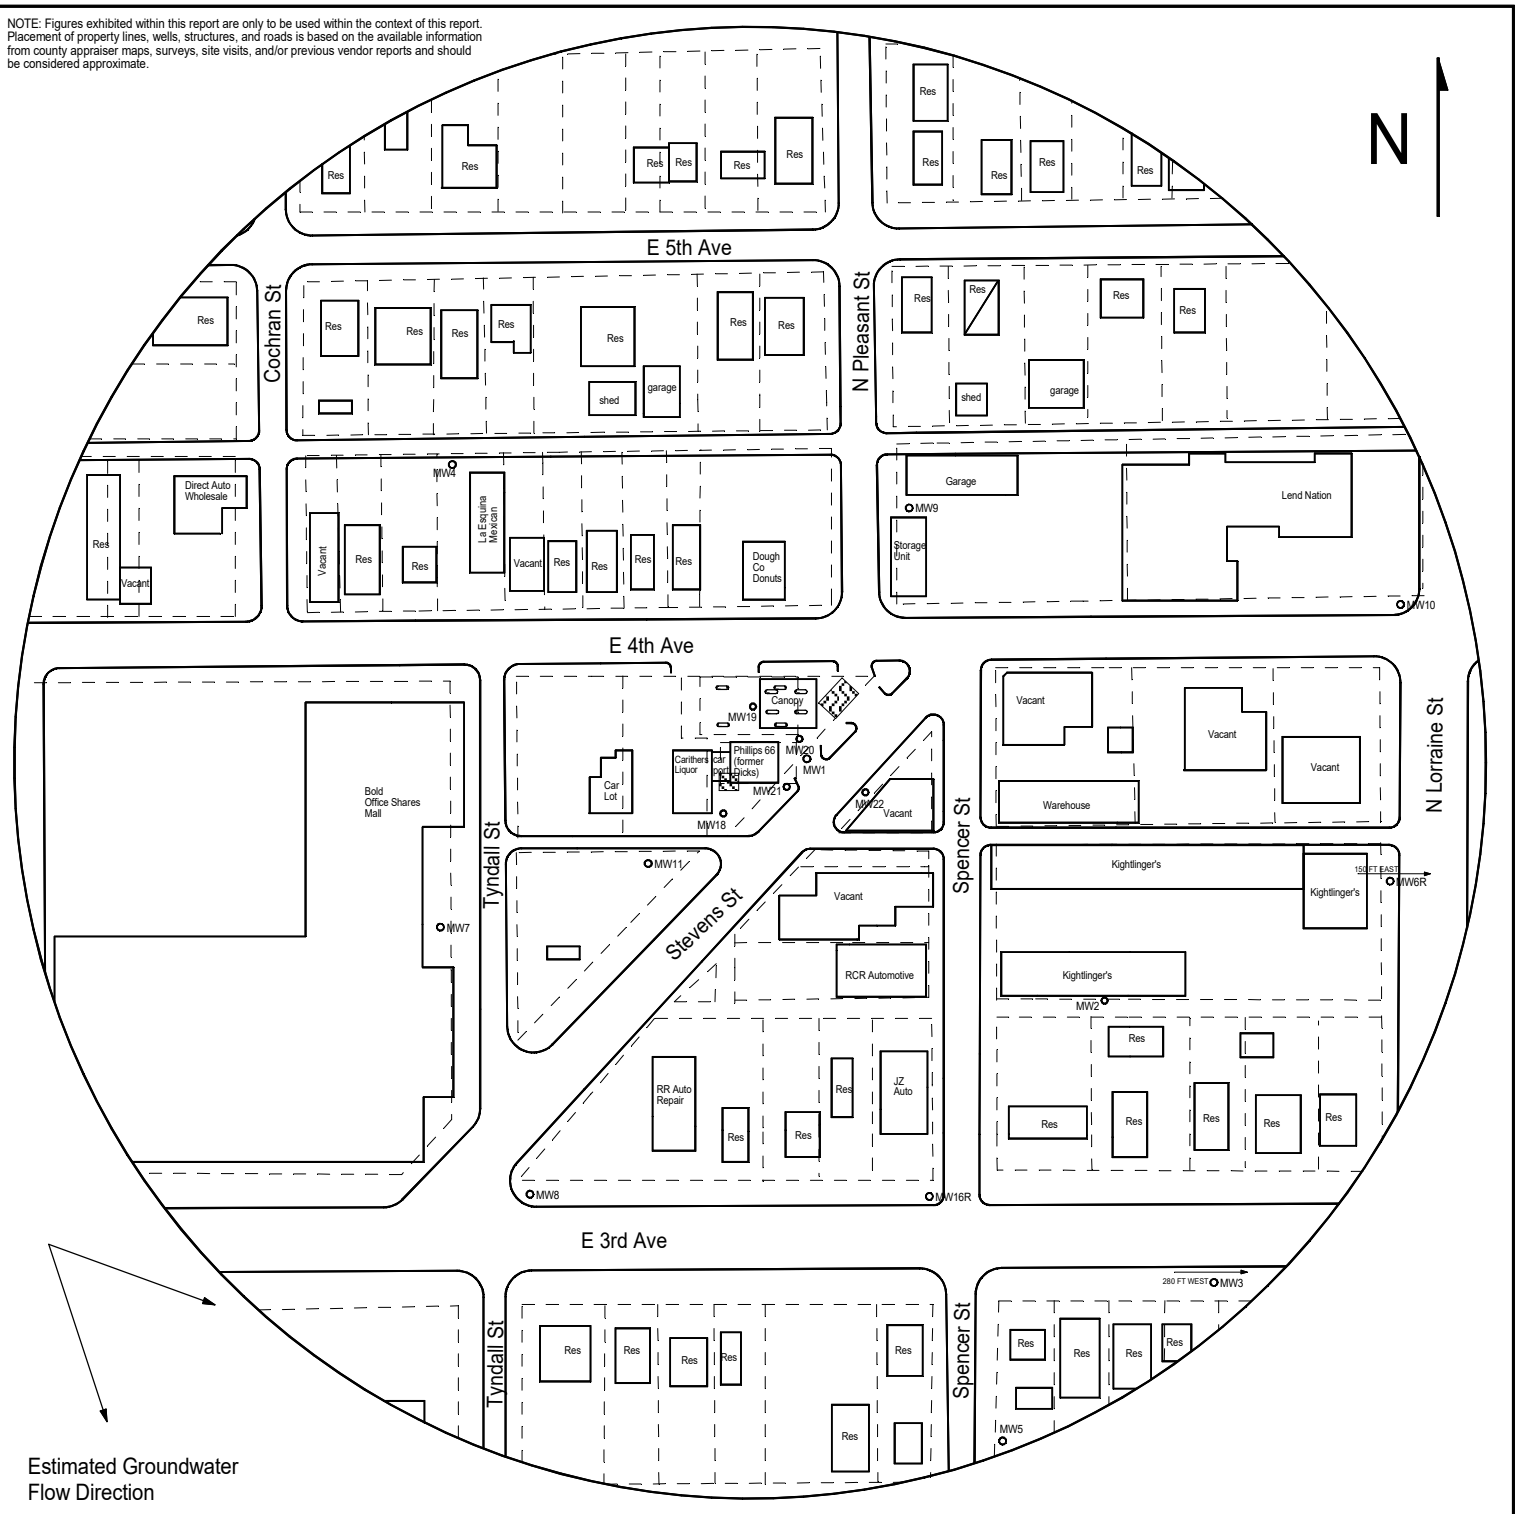 NOTE: Figures exhibited within this report are only to be used within the context of this report.
Placement of property lines, wells, structures, and roads is based on the available information
from county appraiser maps, surveys, site visits, and/or previous vendor reports and should
be considered approximate.
N
Res
Res
Res
Res
Res
Res
Res
Res
Res
Res
Res
E 5th Ave
Cochran St
N Pleasant St
Res
Res
Res
Res
Res
Res
Res
Res
shed
garage
Res
Res
Res
Res
shed
garage
MW4
Direct Auto
Wholesale
Res
Vacant
Vacant
Res
Res
La Esquina
Mexican
Vacant
Res
Res
Res
Res
Dough
Co
Donuts
Garage
MW9
Storage
Unit
Lend Nation
MW10
E 4th Ave
Canopy
MW19
MW20
MW1
Phillips 66
(former
Dicks)
Carithers
Liquor
car
port
Car
Lot
MW21
MW18
MW22
Vacant
Bold
Office Shares
Mall
Tyndall St
Spencer St
N Lorraine St
Vacant
Vacant
Vacant
Warehouse
MW11
MW7
Stevens St
Vacant
RCR Automotive
Kightlinger's
Kightlinger's
150 FT EAST
MW6R
Kightlinger's
MW2
RR Auto
Repair
Res
Res
Res
JZ
Auto
Res
Res
Res
Res
Res
Res
MW8
MW16R
E 3rd Ave
280 FT WEST
MW3
Tyndall St
Spencer St
Res
Res
Res
Res
Res
Res
Res
Res
Res
Res
MW5
Estimated Groundwater
Flow Direction